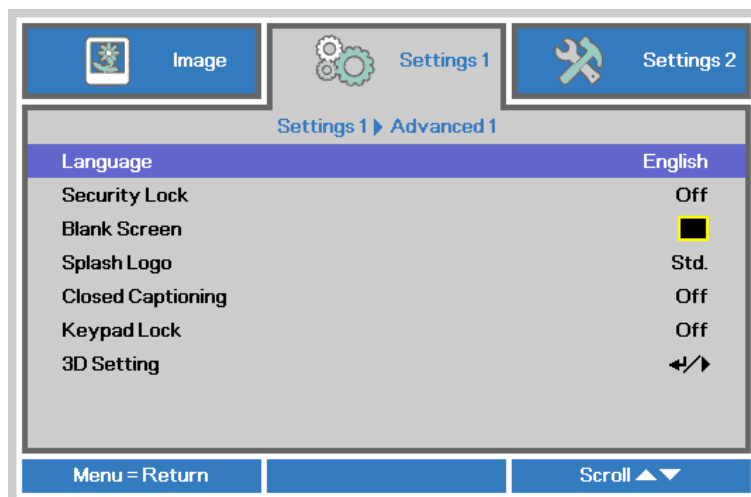 Image Settings 1 Settings 2
Settings 1 ▶ Advanced 1
Language English
Security Lock Off
Blank Screen
Splash Logo Std.
Closed Captioning Off
Keypad Lock Off
3D Setting ↵/▶
Menu = Return Scroll ▲▼